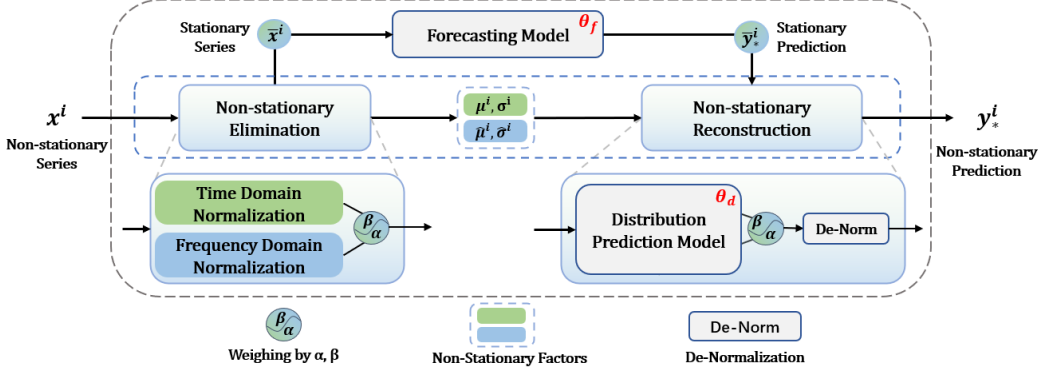 Stationary
Series
x̄ⁱ
Forecasting Model
θ_f
ȳ*ⁱ
Stationary
Prediction
xⁱ
Non-stationary
Series
Non-stationary
Elimination
μⁱ, σⁱ
μ̂ⁱ, σ̂ⁱ
Non-stationary
Reconstruction
y*ⁱ
Non-stationary
Prediction
Time Domain
Normalization
Frequency Domain
Normalization
β
α
Distribution
Prediction Model
θ_d
β
α
De-Norm
β
α
Weighing by α, β
Non-Stationary Factors
De-Norm
De-Normalization